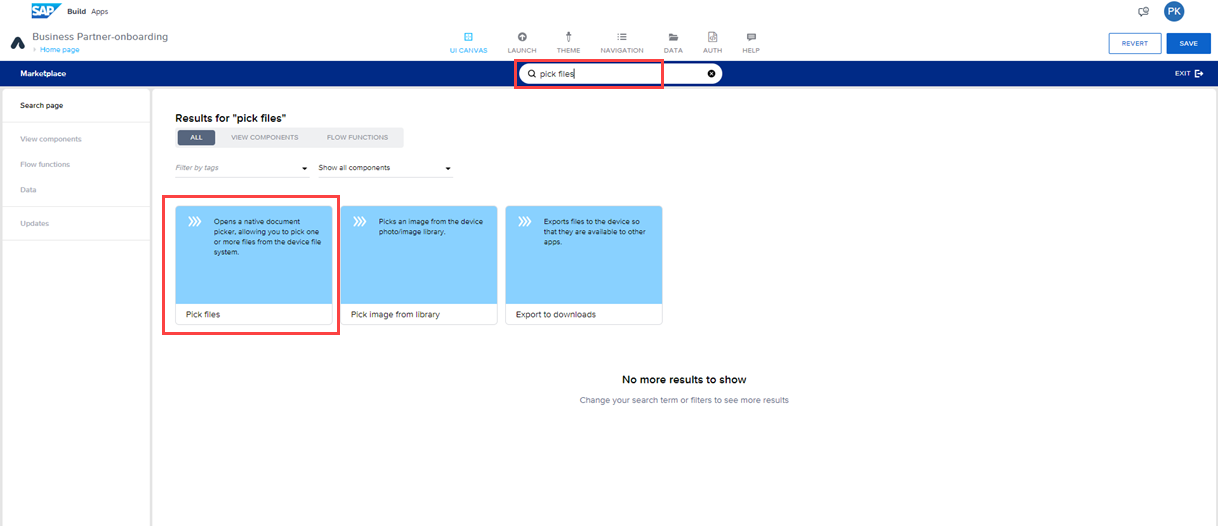 SAP Build Apps
PK
Business Partner-onboarding
> Home page
UI CANVAS LAUNCH THEME NAVIGATION DATA AUTH HELP
REVERT SAVE
Marketplace
pick files
EXIT
Search page
View components
Flow functions
Data
Updates
Results for "pick files"
ALL VIEW COMPONENTS FLOW FUNCTIONS
Filter by tags Show all components
Opens a native document
picker, allowing you to pick one
or more files from the device file
system.
Pick files
Picks an image from the device
photo/image library.
Pick image from library
Exports files to the device so
that they are available to other
apps.
Export to downloads
No more results to show
Change your search term or filters to see more results